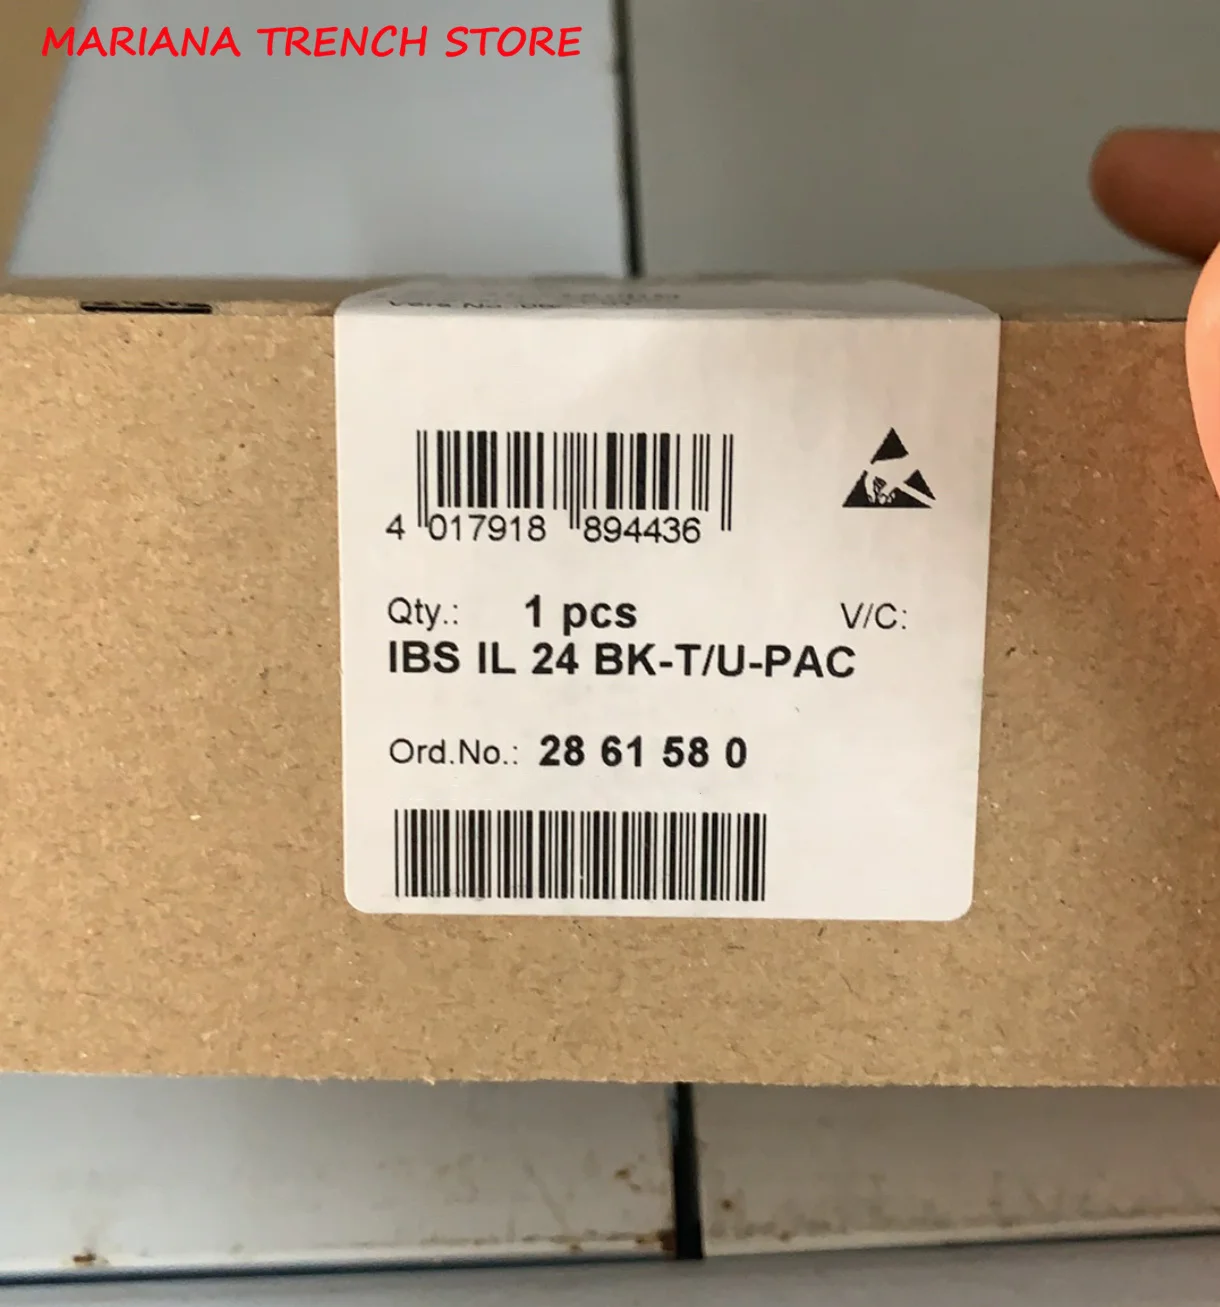 MARIANA TRENCH STORE
4 017918 894436
Qty.: 1 pcs V/C:
IBS IL 24 BK-T/U-PAC
Ord.No.: 28 61 58 0